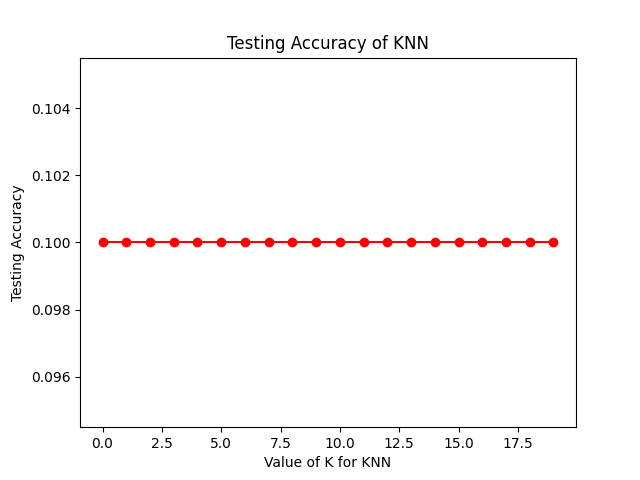 Testing Accuracy of KNN
0.104
0.102
0.100
0.098
0.096
Testing Accuracy
0.0 2.5 5.0 7.5 10.0 12.5 15.0 17.5
Value of K for KNN